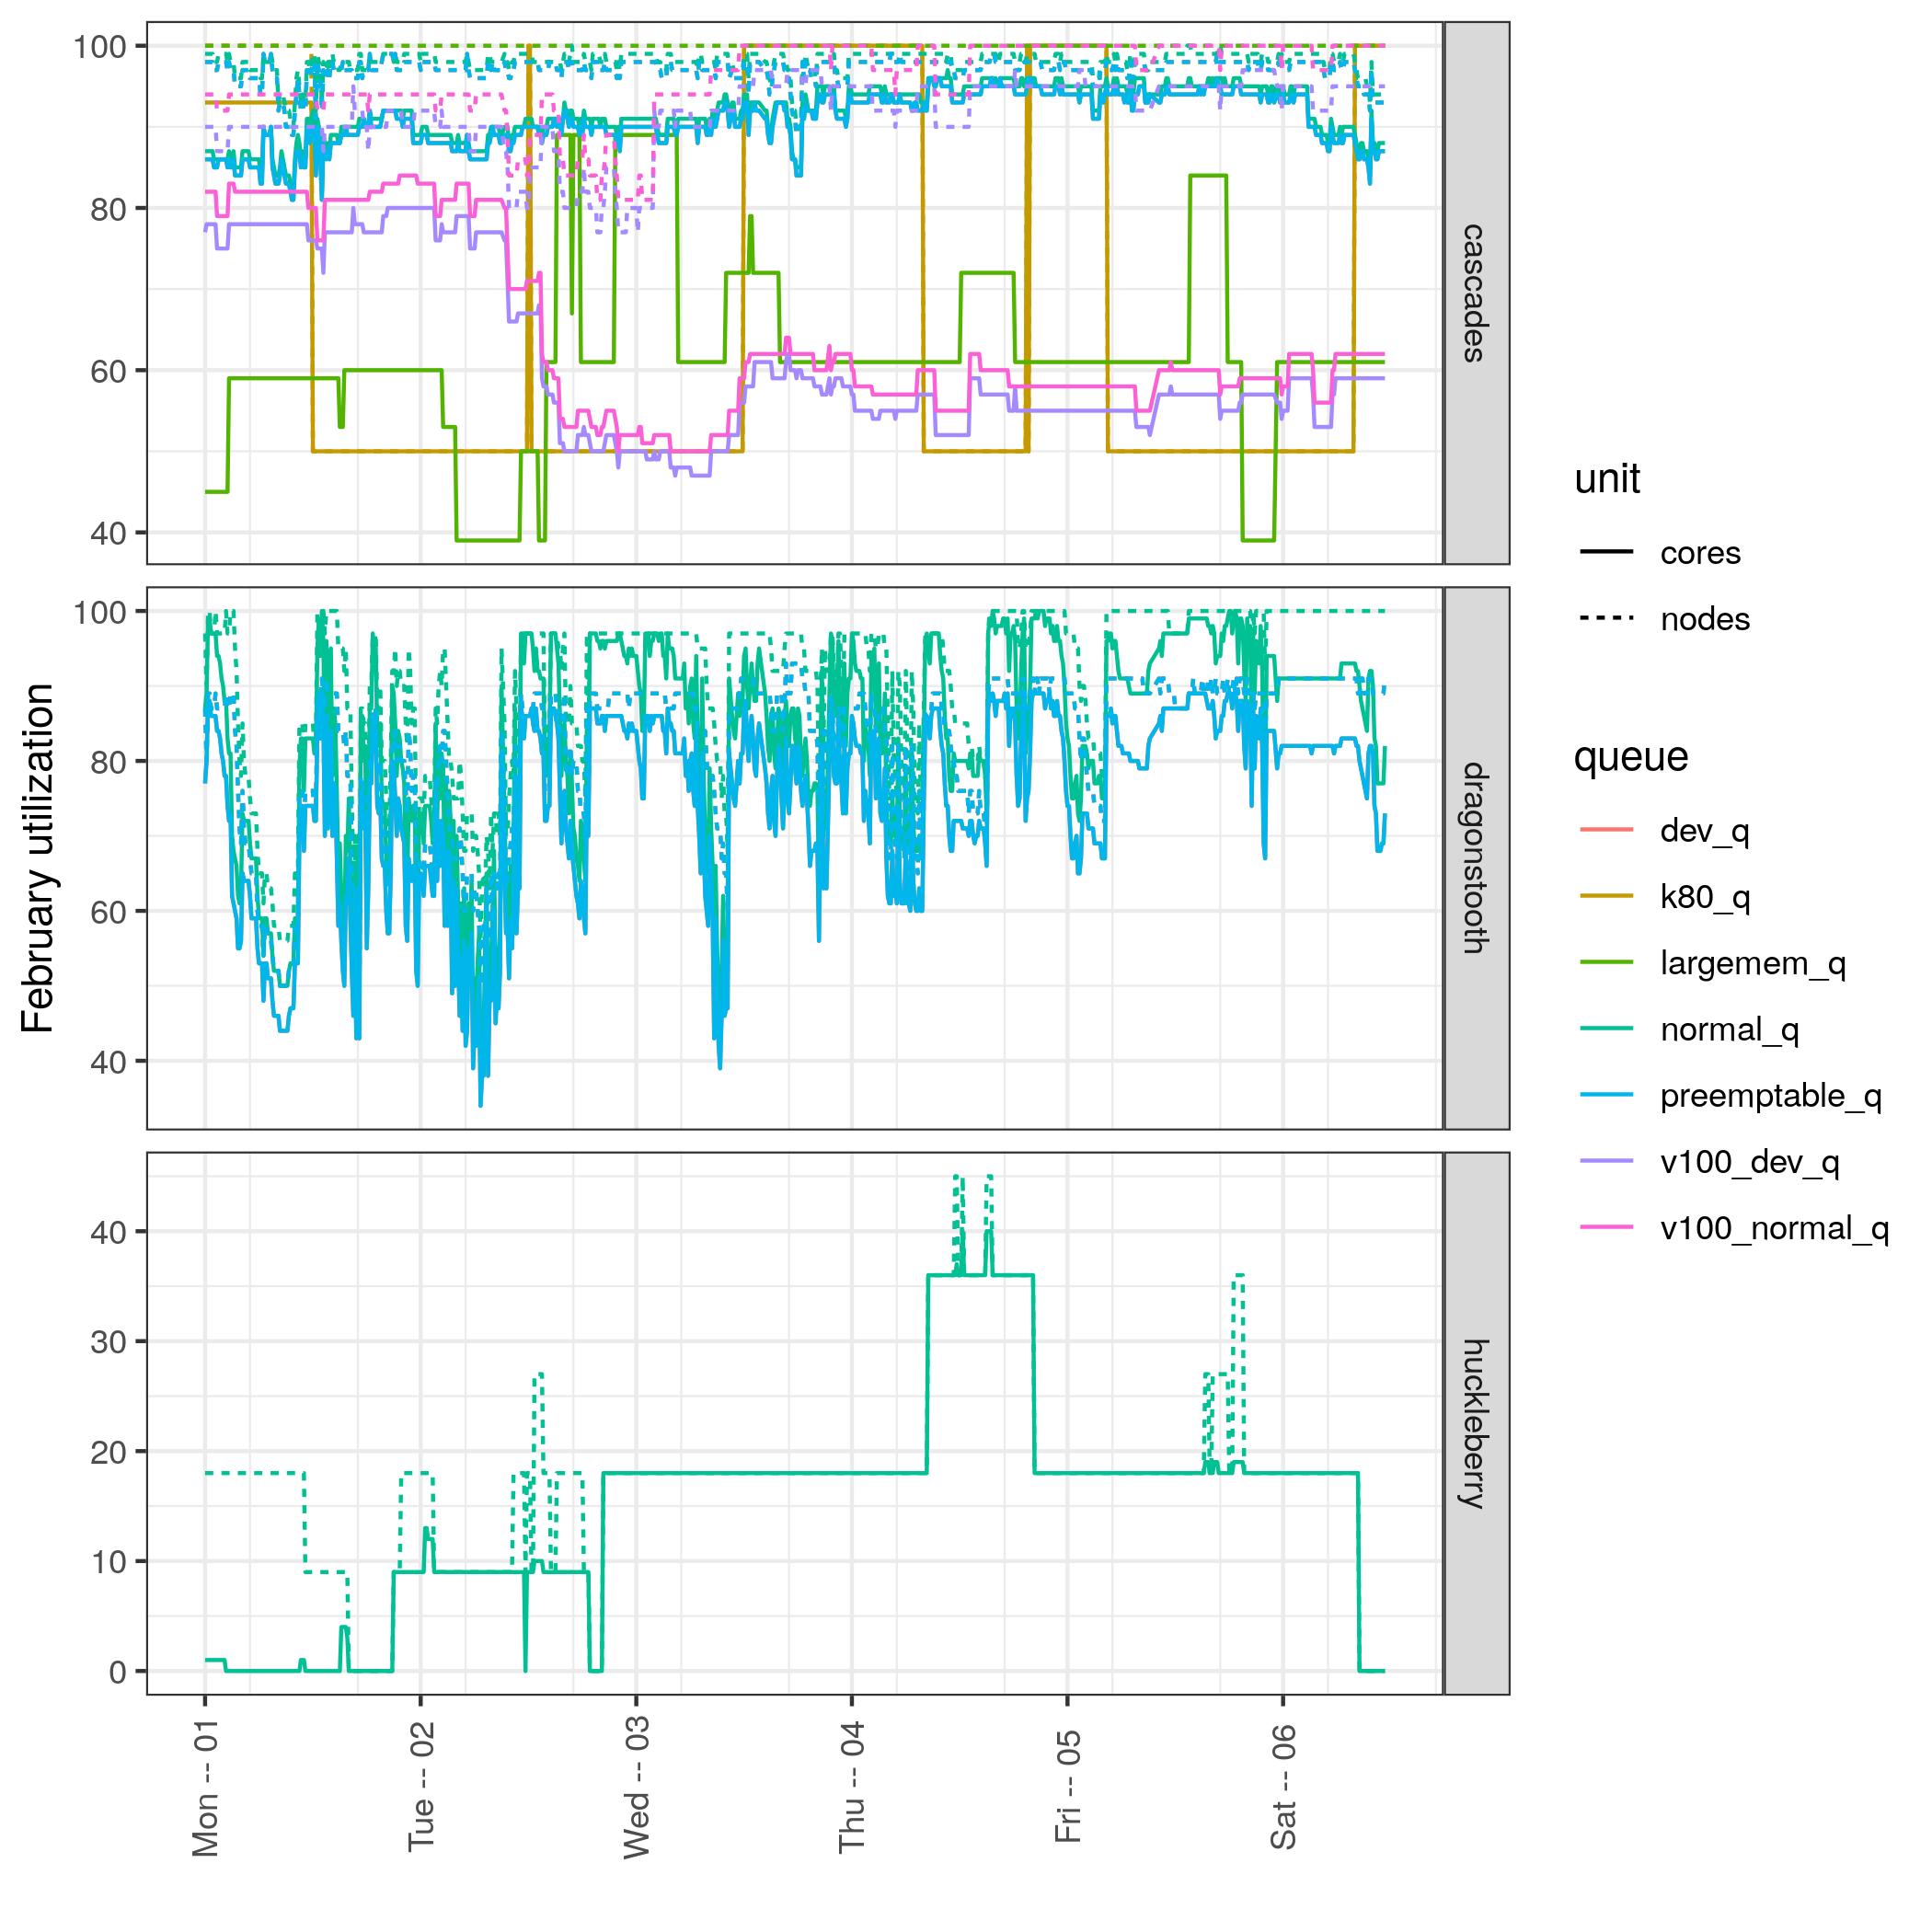 February utilization
100
80
60
40
cascades
100
80
60
40
dragonstooth
40
30
20
10
0
huckleberry
Mon -- 01
Tue -- 02
Wed -- 03
Thu -- 04
Fri -- 05
Sat -- 06
unit
cores
nodes
queue
dev_q
k80_q
largemem_q
normal_q
preemptable_q
v100_dev_q
v100_normal_q